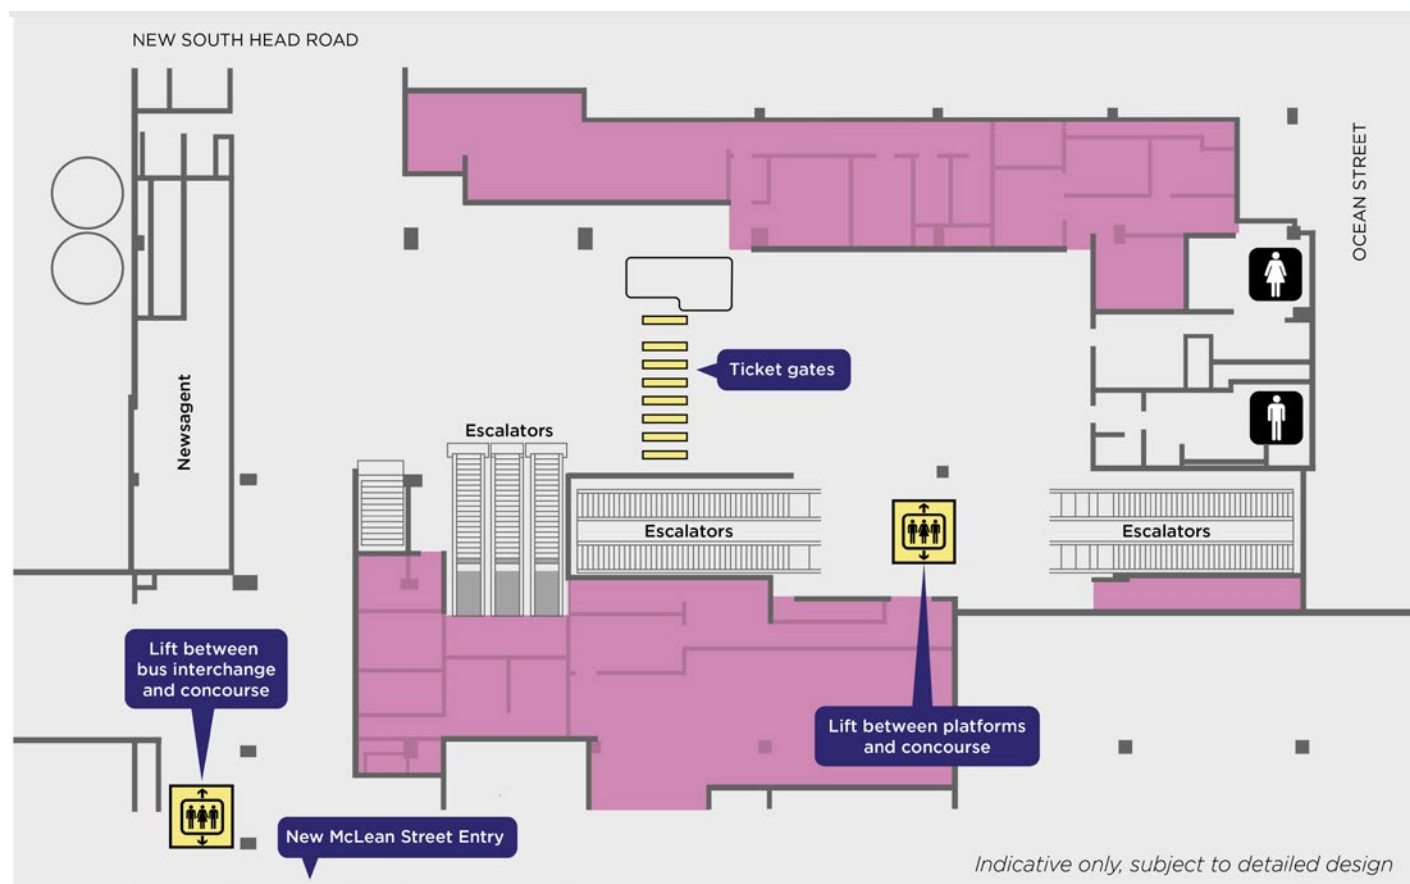 NEW SOUTH HEAD ROAD
OCEAN STREET
Ticket gates
Newsagent
Escalators
Escalators
Escalators
Lift between
bus interchange
and concourse
Lift between platforms
and concourse
New McLean Street Entry
Indicative only, subject to detailed design